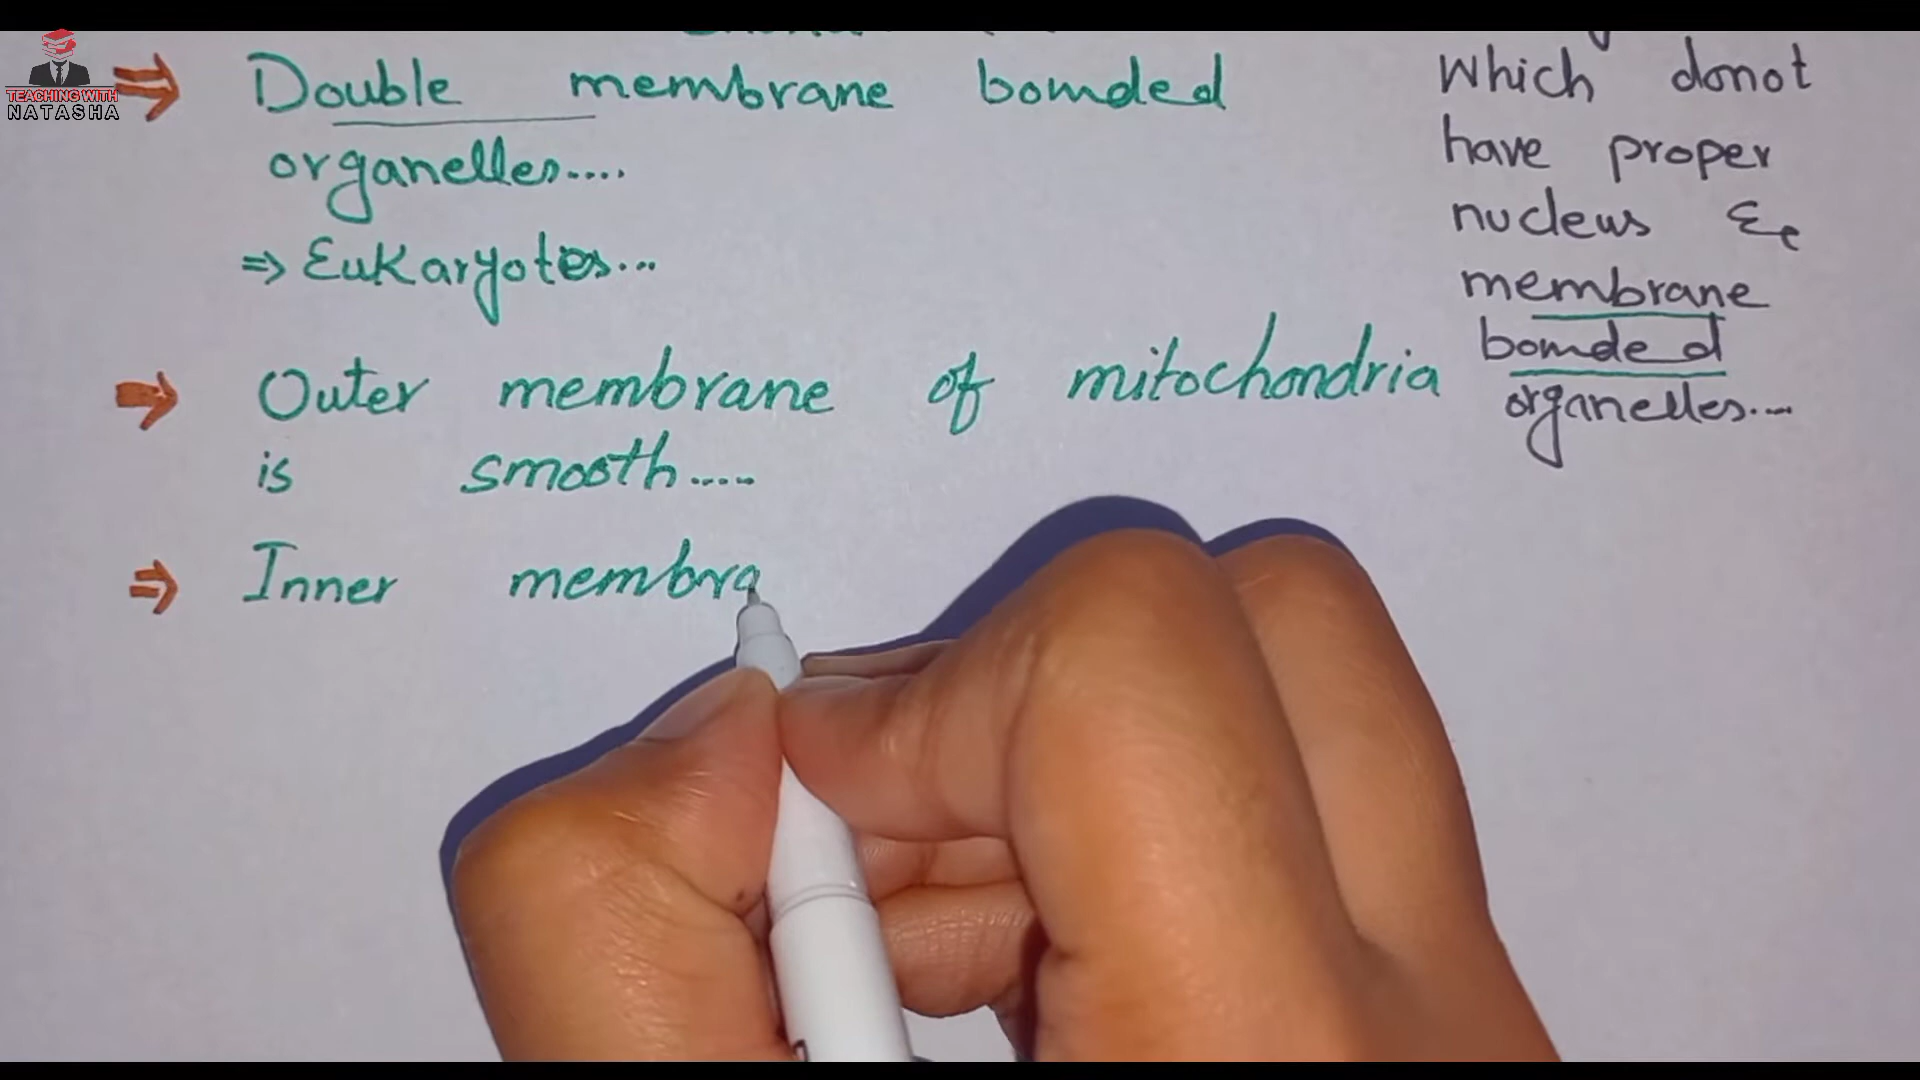 TEACHING WITH
NATASHA
Double membrane bomded
organelles....
⇒ Eukaryotes...
⇒ Outer membrane of mitochondria
is smooth.....
⇒ Inner membra
Which donot
have proper
nucleus &
membrane
bomded
organelles....